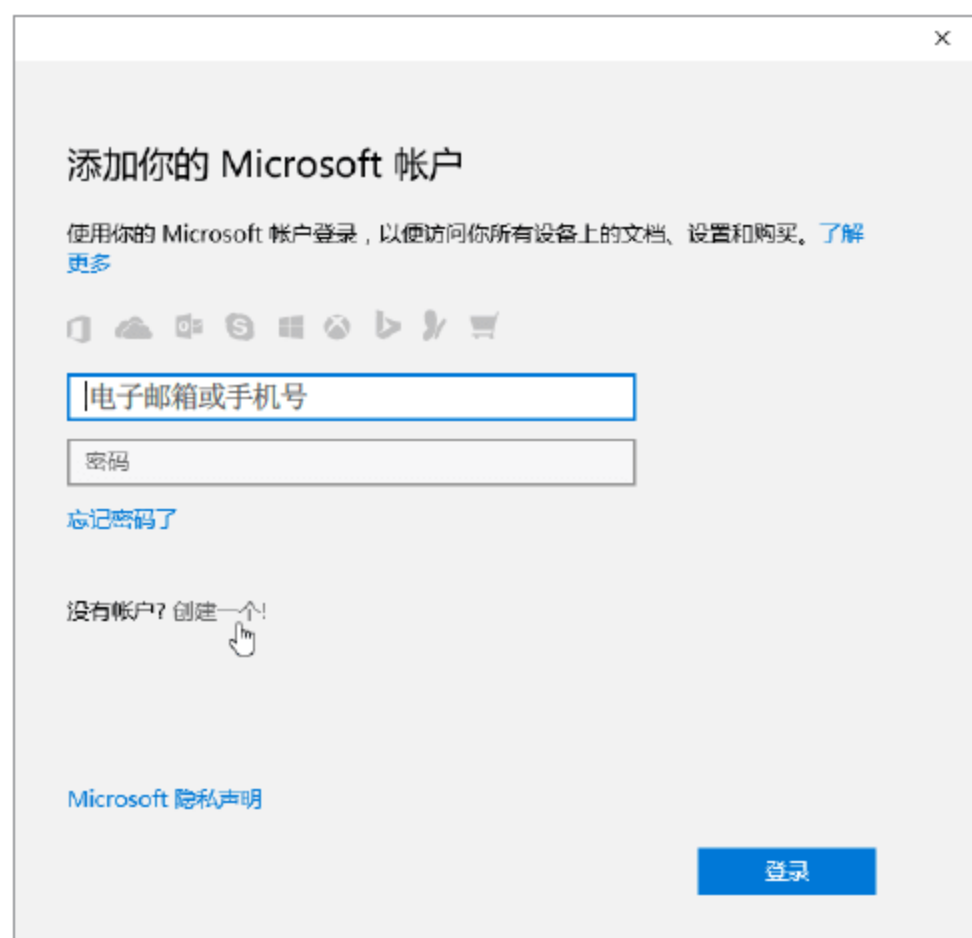 添加你的 Microsoft 帐户
使用你的 Microsoft 帐户登录，以便访问你所有设备上的文档、设置和购买。了解
更多
电子邮箱或手机号
密码
忘记密码了
没有帐户? 创建一个!
Microsoft 隐私声明
登录